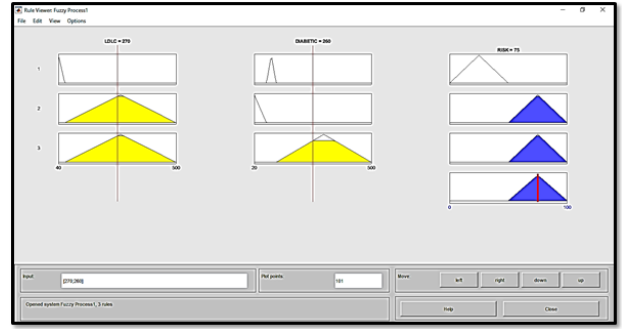 Rule Viewer Fuzzy Process1
File Edit View Options
LDLC = 270
DIABETIC = 260
RISK = 75
1
2
3
40 500
20 500
0 100
Input: [270;260]
Plot points: 101
Move: left right down up
Opened system Fuzzy Process1, 3 rules
Help Close